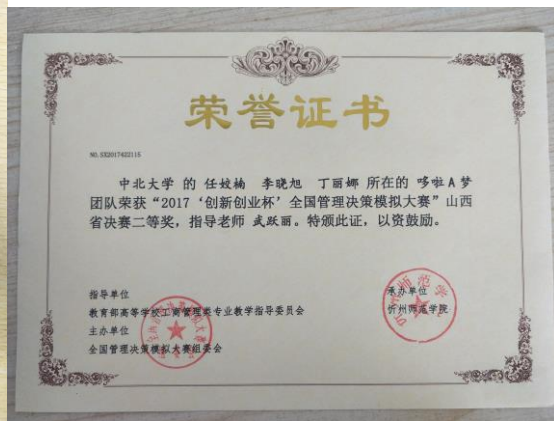 荣誉证书
NO.SX2017422115
中北大学 的 任姣楠 李晓旭 丁丽娜 所在的 哆啦A梦
团队荣获“2017‘创新创业杯’全国管理决策模拟大赛”山西
省决赛二等奖，指导老师 武跃丽。特颁此证，以资鼓励。
指导单位
教育部高等学校工商管理类专业教学指导委员会
主办单位
全国管理决策模拟大赛组委会
承办单位
忻州师范学院